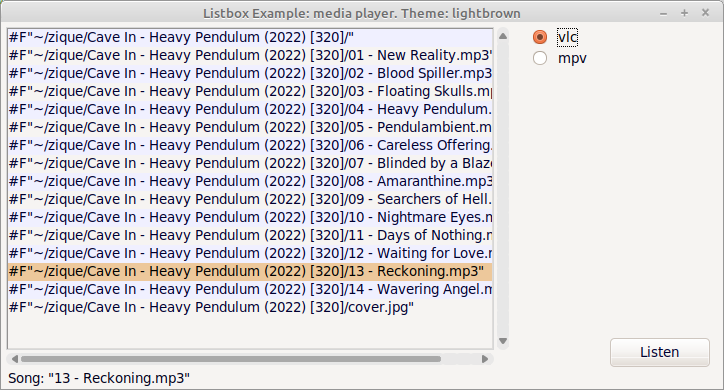 Listbox Example: media player. Theme: lightbrown
#F"~/zique/Cave In - Heavy Pendulum (2022) [320]/"
#F"~/zique/Cave In - Heavy Pendulum (2022) [320]/01 - New Reality.mp3"
#F"~/zique/Cave In - Heavy Pendulum (2022) [320]/02 - Blood Spiller.mp3
#F"~/zique/Cave In - Heavy Pendulum (2022) [320]/03 - Floating Skulls.mp
#F"~/zique/Cave In - Heavy Pendulum (2022) [320]/04 - Heavy Pendulum.
#F"~/zique/Cave In - Heavy Pendulum (2022) [320]/05 - Pendulambient.m
#F"~/zique/Cave In - Heavy Pendulum (2022) [320]/06 - Careless Offering.
#F"~/zique/Cave In - Heavy Pendulum (2022) [320]/07 - Blinded by a Blaze
#F"~/zique/Cave In - Heavy Pendulum (2022) [320]/08 - Amaranthine.mp3
#F"~/zique/Cave In - Heavy Pendulum (2022) [320]/09 - Searchers of Hell.
#F"~/zique/Cave In - Heavy Pendulum (2022) [320]/10 - Nightmare Eyes.m
#F"~/zique/Cave In - Heavy Pendulum (2022) [320]/11 - Days of Nothing.m
#F"~/zique/Cave In - Heavy Pendulum (2022) [320]/12 - Waiting for Love.m
#F"~/zique/Cave In - Heavy Pendulum (2022) [320]/13 - Reckoning.mp3"
#F"~/zique/Cave In - Heavy Pendulum (2022) [320]/14 - Wavering Angel.m
#F"~/zique/Cave In - Heavy Pendulum (2022) [320]/cover.jpg"
vlc
mpv
Listen
Song: "13 - Reckoning.mp3"